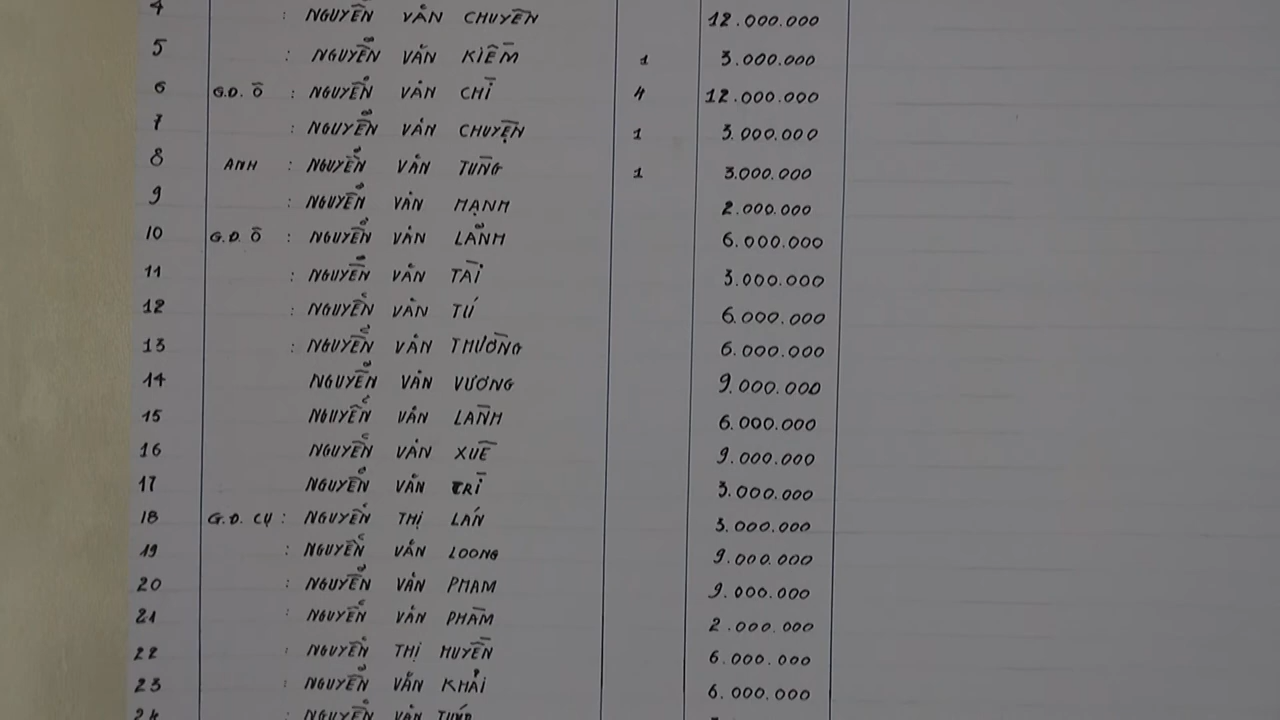 4 : NGUYỄN VĂN CHUYỀN 12.000.000
5 : NGUYỄN VĂN KIỂM 1 3.000.000
6 G.Đ. Ô : NGUYỄN VĂN CHÌ 4 12.000.000
7 : NGUYỄN VĂN CHUYỆN 1 3.000.000
8 ANH : NGUYỄN VĂN TÙNG 1 3.000.000
9 : NGUYỄN VĂN MẠNH 2.000.000
10 G.Đ. Ô : NGUYỄN VĂN LÃNH 6.000.000
11 : NGUYỄN VĂN TÀI 3.000.000
12 : NGUYỄN VĂN TÚ 6.000.000
13 : NGUYỄN VĂN THƯỜNG 6.000.000
14 NGUYỄN VĂN VƯƠNG 9.000.000
15 NGUYỄN VĂN LÀNH 6.000.000
16 NGUYỄN VĂN XUÊ 9.000.000
17 NGUYỄN VĂN TRÌ 3.000.000
18 G.Đ. CỤ : NGUYỄN THỊ LÁN 3.000.000
19 : NGUYỄN VĂN LOONG 9.000.000
20 : NGUYỄN VĂN PHAM 9.000.000
21 : NGUYỄN VĂN PHÀM 2.000.000
22 : NGUYỄN THỊ HUYỀN 6.000.000
23 : NGUYỄN VĂN KHẢI 6.000.000
24 : NGUYỄN VĂN